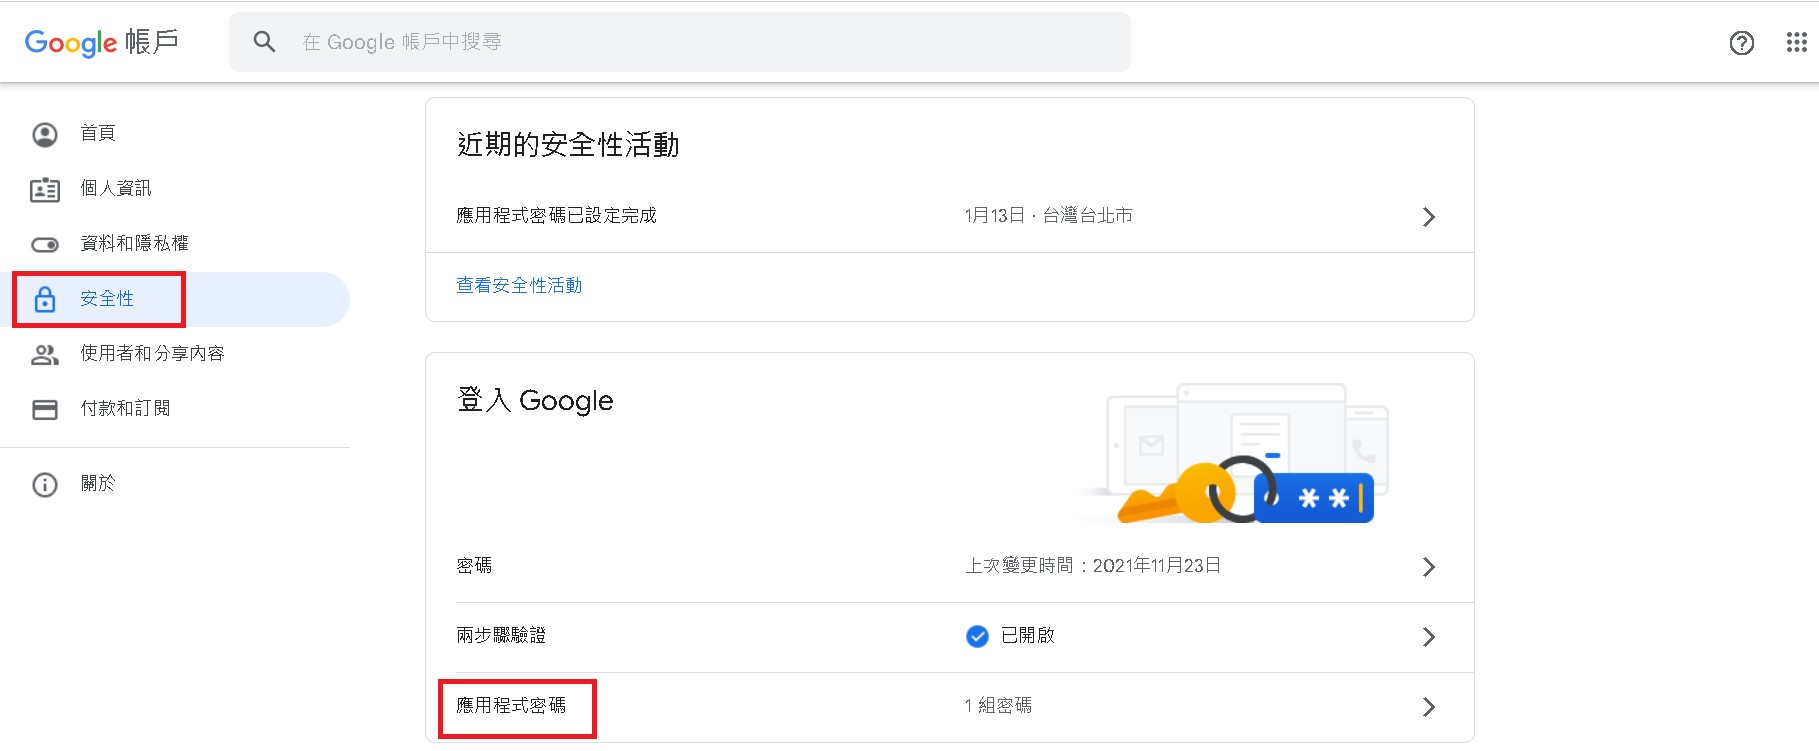 Google 帳戶
在 Google 帳戶中搜尋
首頁
個人資訊
資料和隱私權
安全性
使用者和分享內容
付款和訂閱
關於
近期的安全性活動
應用程式密碼已設定完成
1月13日 · 台灣台北市
查看安全性活動
登入 Google
**
密碼
上次變更時間：2021年11月23日
兩步驟驗證
已開啟
應用程式密碼
1 組密碼